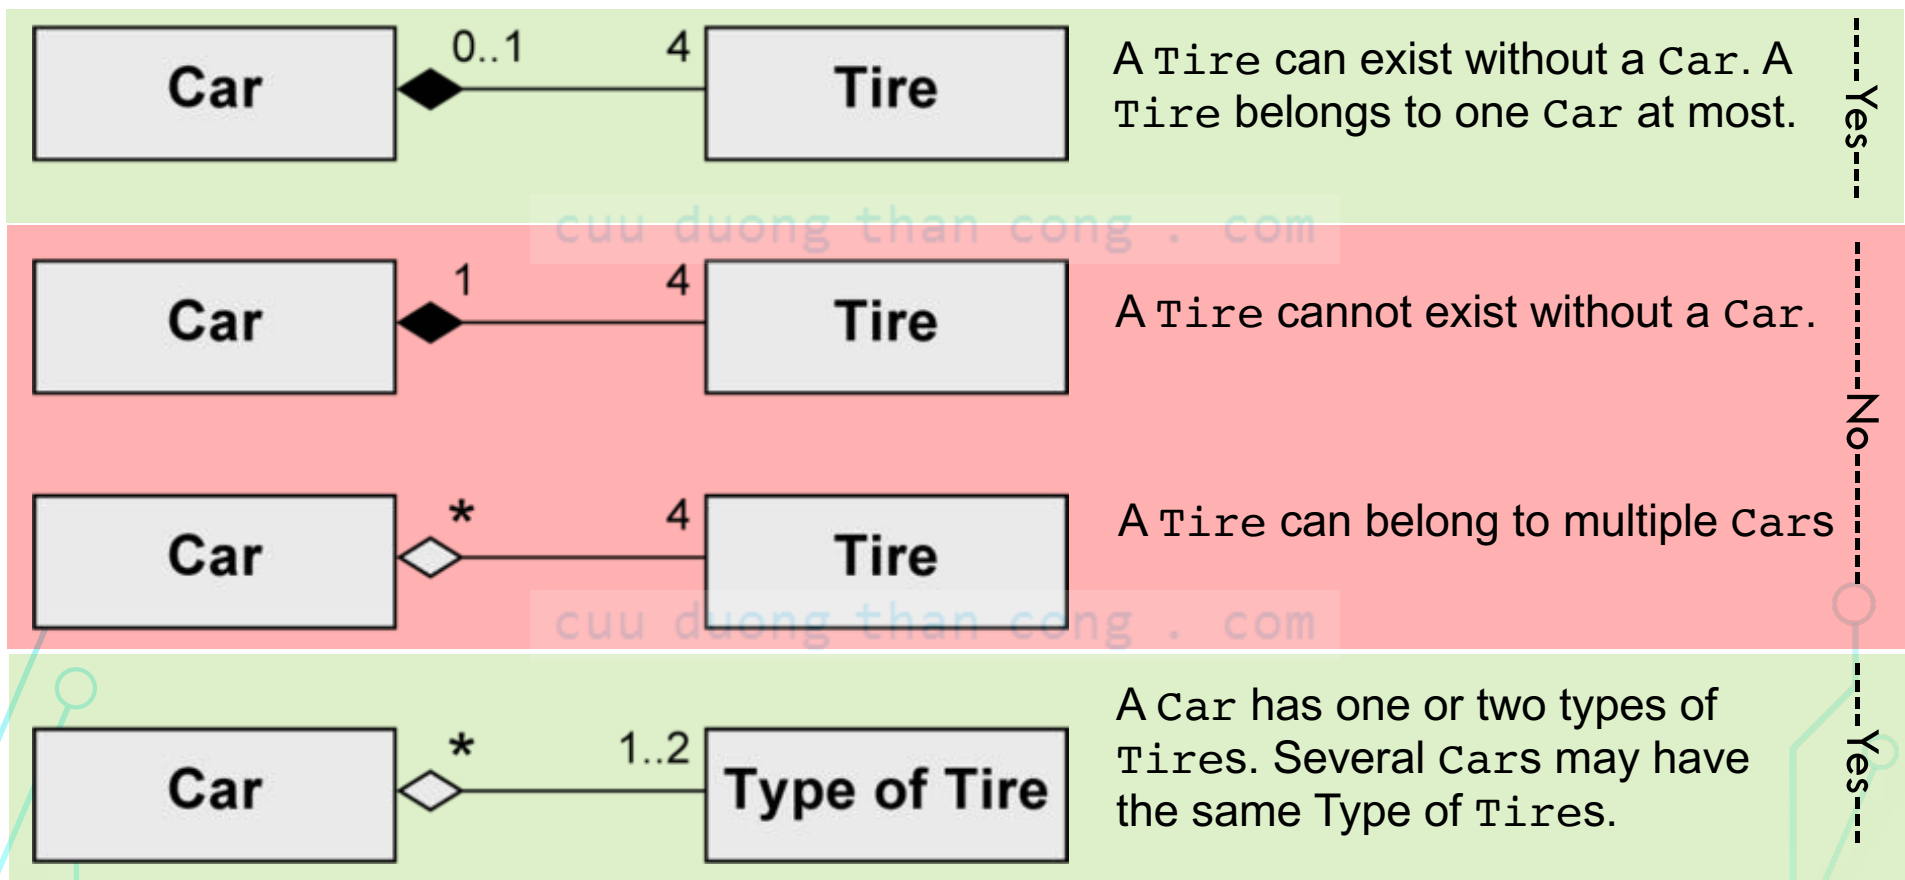 Car 0..1 4 Tire
A Tire can exist without a Car. A
Tire belongs to one Car at most.
Yes
cuu duong than cong . com
Car 1 4 Tire
A Tire cannot exist without a Car.
No
Car * 4 Tire
A Tire can belong to multiple Cars
cuu duong than cong . com
Car * 1..2 Type of Tire
A Car has one or two types of
Tires. Several Cars may have
the same Type of Tires.
Yes